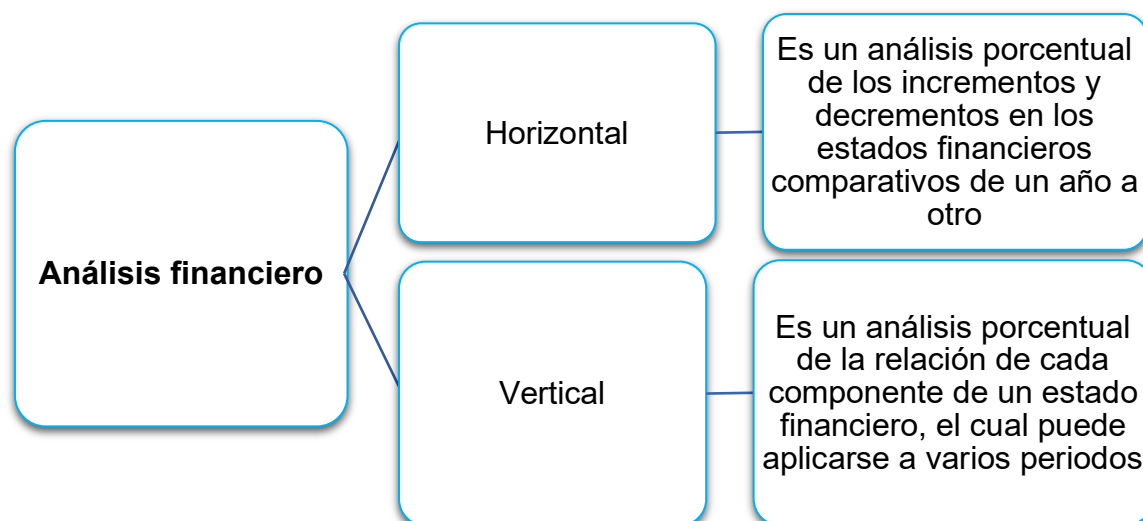 Análisis financiero
Horizontal
Es un análisis porcentual
de los incrementos y
decrementos en los
estados financieros
comparativos de un año a
otro
Vertical
Es un análisis porcentual
de la relación de cada
componente de un estado
financiero, el cual puede
aplicarse a varios periodos